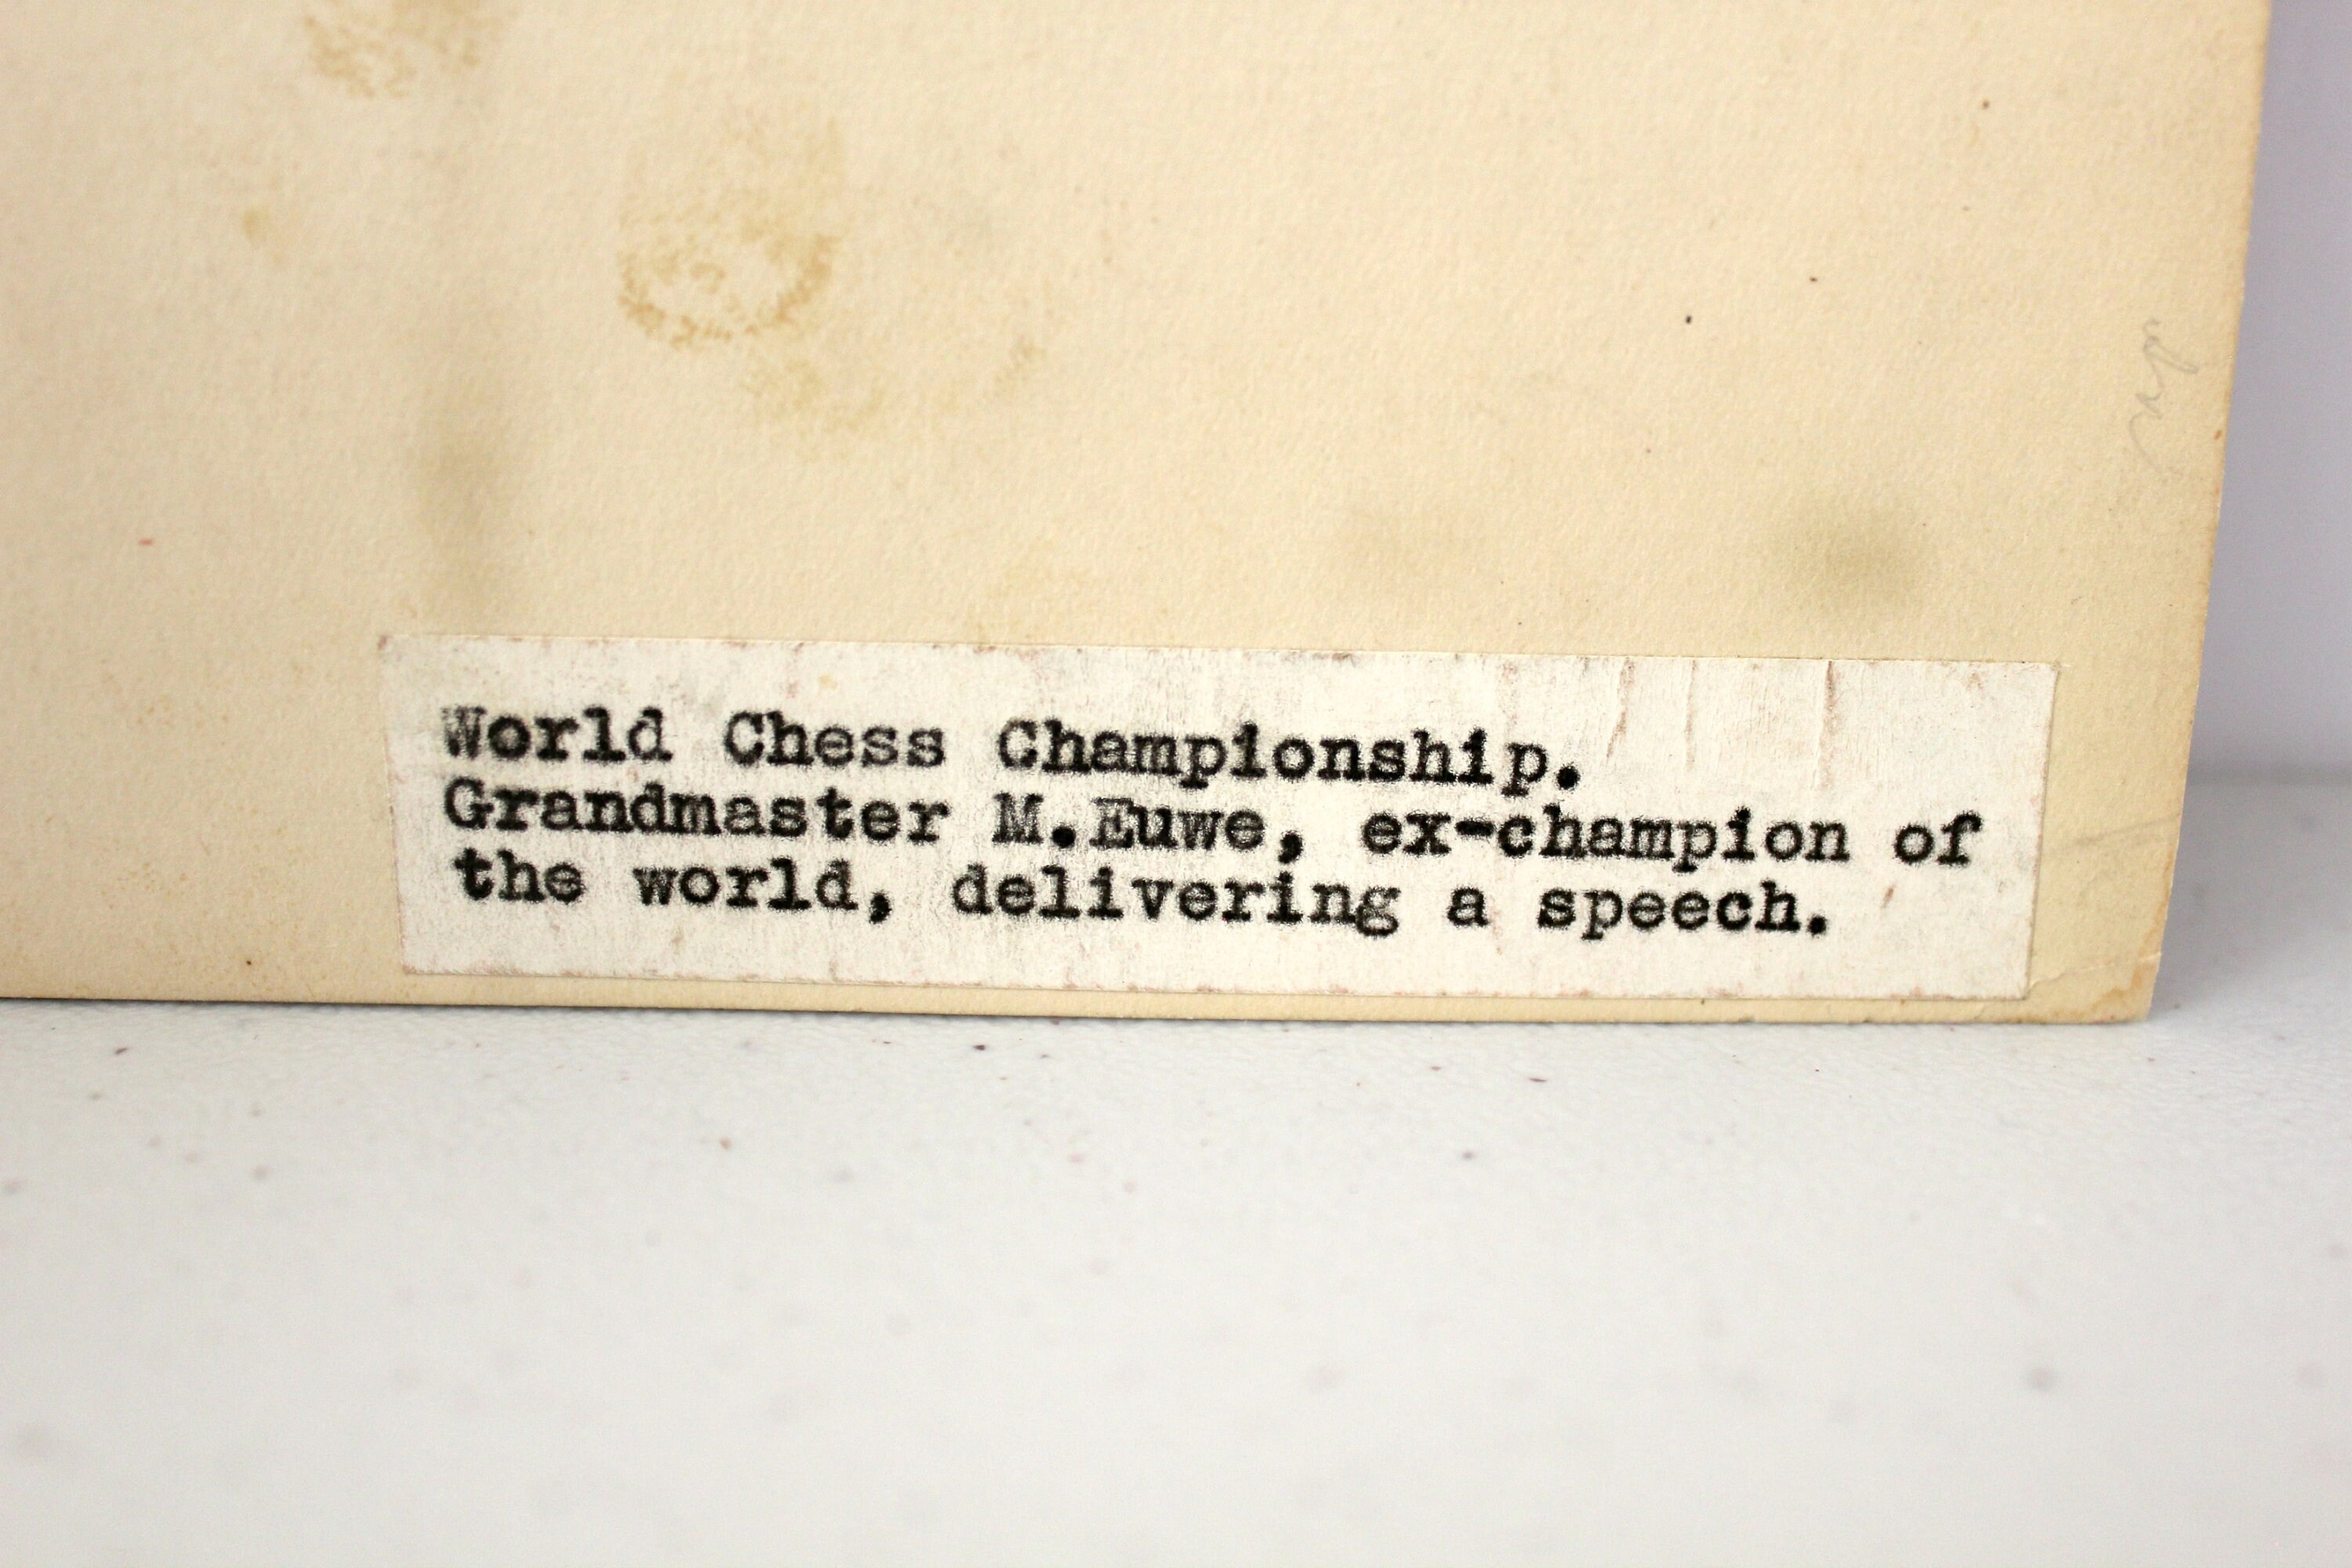 World Chess Championship.
Grandmaster M.Euwe, ex-champion of
the world, delivering a speech.